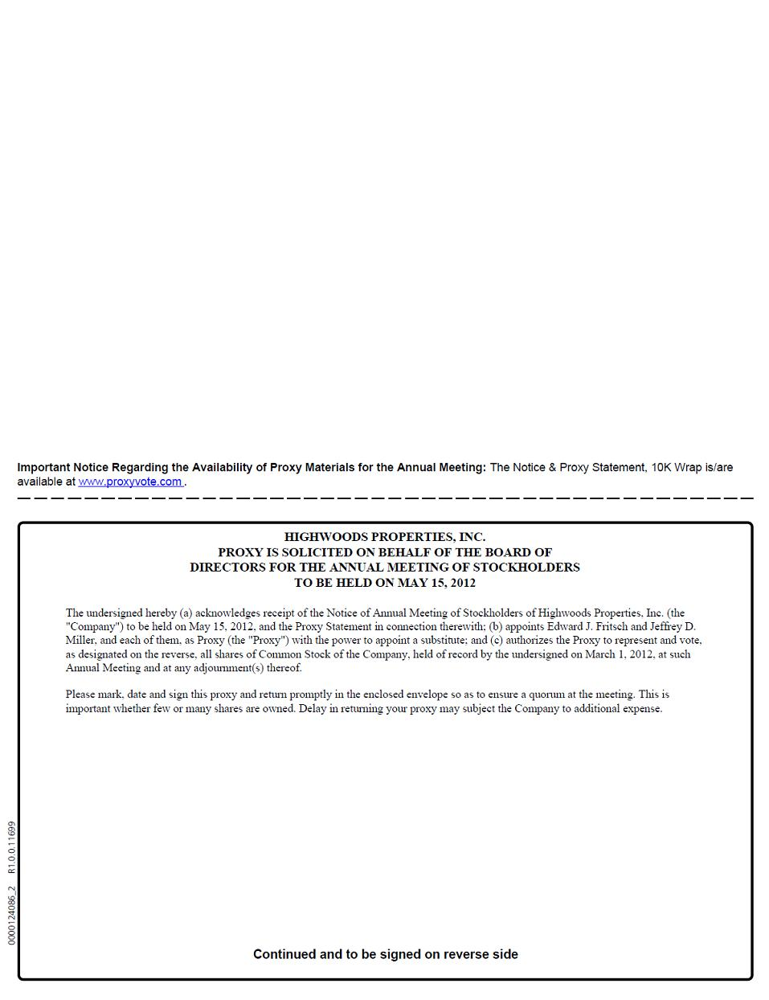 Important Notice Regarding the Availability of Proxy Materials for the Annual Meeting: The Notice & Proxy Statement, 10K Wrap is/are
available at www.proxyvote.com .
HIGHWOODS PROPERTIES, INC.
PROXY IS SOLICITED ON BEHALF OF THE BOARD OF
DIRECTORS FOR THE ANNUAL MEETING OF STOCKHOLDERS
TO BE HELD ON MAY 15, 2012
The undersigned hereby (a) acknowledges receipt of the Notice of Annual Meeting of Stockholders of Highwoods Properties, Inc. (the
"Company") to be held on May 15, 2012, and the Proxy Statement in connection therewith; (b) appoints Edward J. Fritsch and Jeffrey D.
Miller, and each of them, as Proxy (the "Proxy") with the power to appoint a substitute; and (c) authorizes the Proxy to represent and vote,
as designated on the reverse, all shares of Common Stock of the Company, held of record by the undersigned on March 1, 2012, at such
Annual Meeting and at any adjournment(s) thereof.
Please mark, date and sign this proxy and return promptly in the enclosed envelope so as to ensure a quorum at the meeting. This is
important whether few or many shares are owned. Delay in returning your proxy may subject the Company to additional expense.
0000124086_2 R1.0.0.11699
Continued and to be signed on reverse side